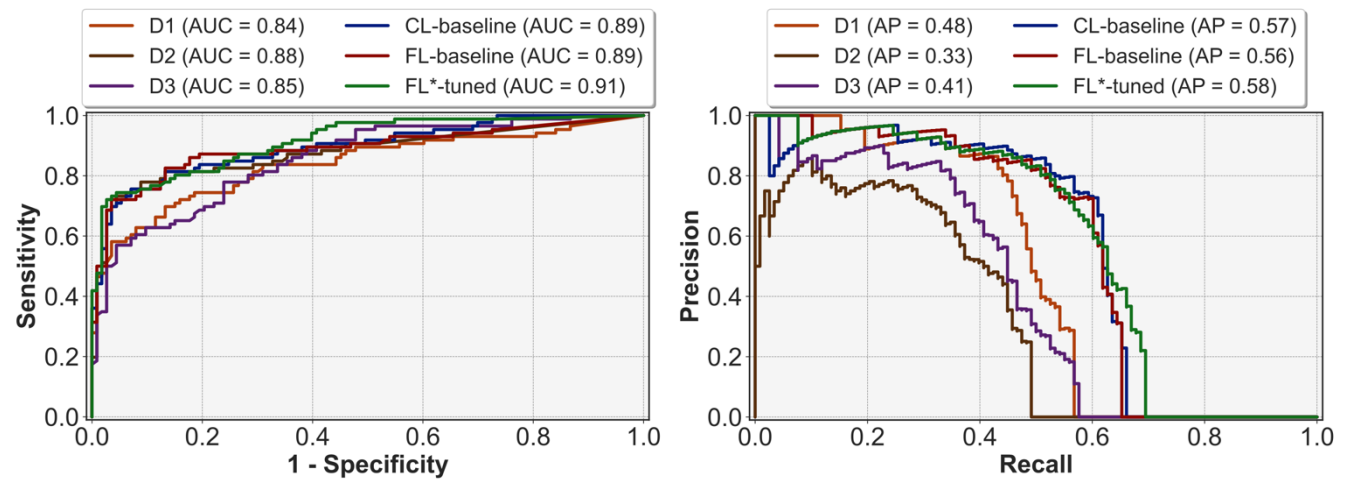 D1 (AUC = 0.84) CL-baseline (AUC = 0.89)
D2 (AUC = 0.88) FL-baseline (AUC = 0.89)
D3 (AUC = 0.85) FL*-tuned (AUC = 0.91)
1.0
0.8
0.6
0.4
0.2
0.0
Sensitivity
0.0 0.2 0.4 0.6 0.8 1.0
1 - Specificity
D1 (AP = 0.48) CL-baseline (AP = 0.57)
D2 (AP = 0.33) FL-baseline (AP = 0.56)
D3 (AP = 0.41) FL*-tuned (AP = 0.58)
1.0
0.8
0.6
0.4
0.2
0.0
Precision
0.0 0.2 0.4 0.6 0.8 1.0
Recall